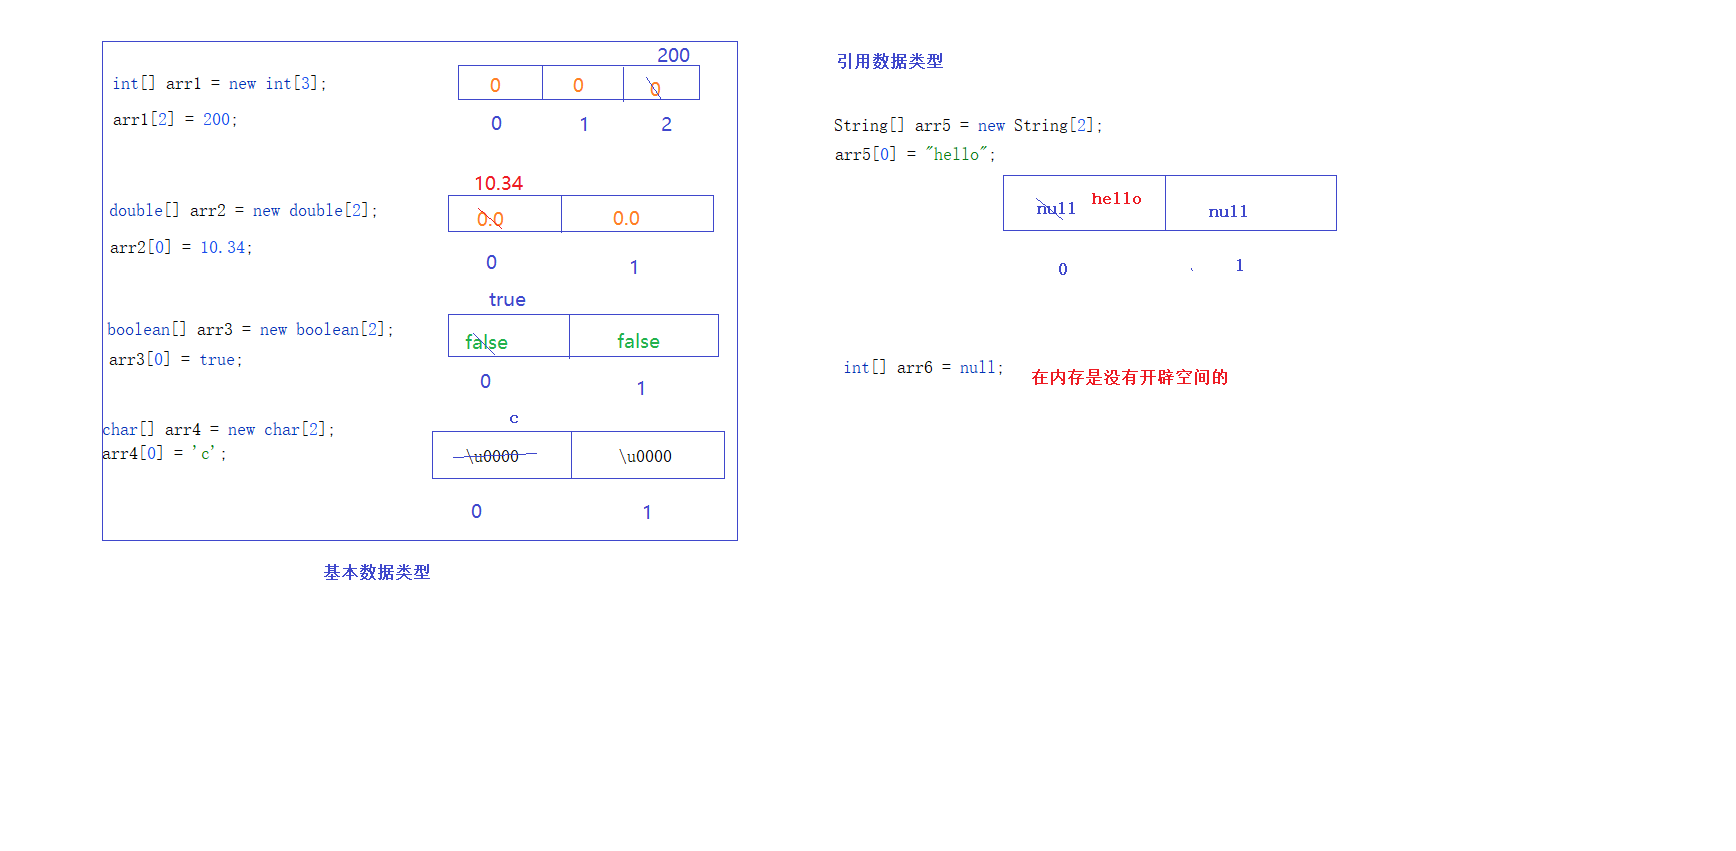 200
int[] arr1 = new int[3];
0 0 0
arr1[2] = 200;
0 1 2
10.34
double[] arr2 = new double[2];
0.0 0.0
arr2[0] = 10.34;
0 1
true
boolean[] arr3 = new boolean[2];
false false
arr3[0] = true;
0 1
c
char[] arr4 = new char[2];
arr4[0] = 'c';
\u0000 \u0000
0 1
基本数据类型
引用数据类型
String[] arr5 = new String[2];
arr5[0] = "hello";
null hello null
0 1
int[] arr6 = null;
在内存是没有开辟空间的